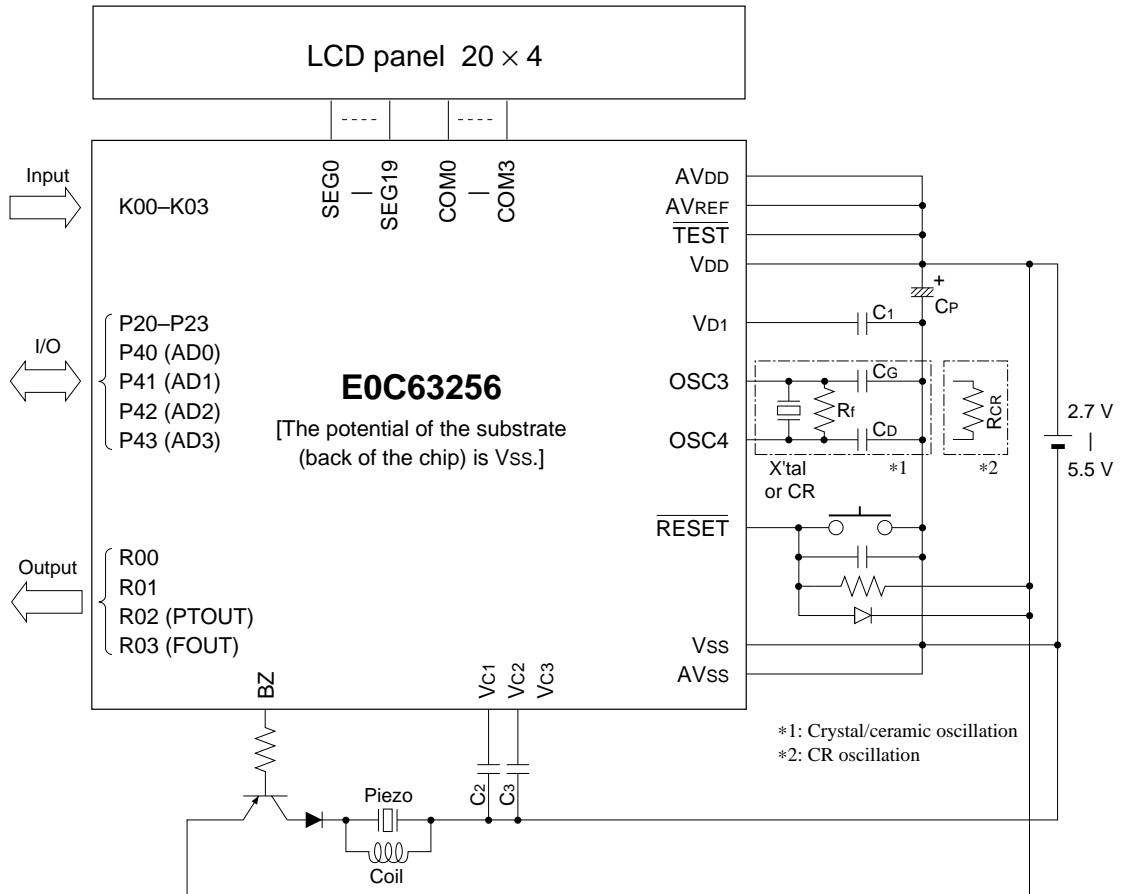 LCD panel 20 × 4
SEG0
SEG19
COM0
COM3
Input
K00–K03
I/O
P20–P23
P40 (AD0)
P41 (AD1)
P42 (AD2)
P43 (AD3)
E0C63256
[The potential of the substrate
(back of the chip) is VSS.]
Output
R00
R01
R02 (PTOUT)
R03 (FOUT)
AVDD
AVREF
TEST
VDD
+
CP
VD1
C1
OSC3
CG
Rf
OSC4
CD
X'tal
or CR
*1
RCR
*2
2.7 V
|
5.5 V
RESET
VSS
AVSS
BZ
VC1
VC2
VC3
C2
C3
Piezo
Coil
*1: Crystal/ceramic oscillation
*2: CR oscillation